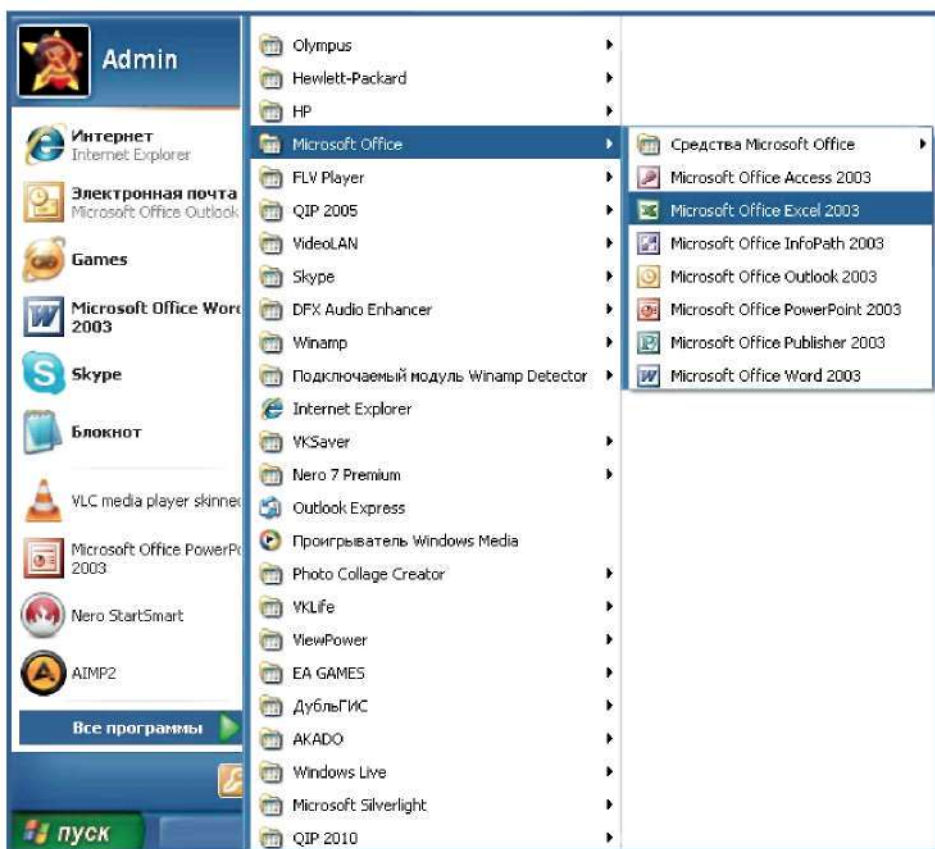 Admin
Интернет
Internet Explorer
Электронная почта
Microsoft Office Outlook
Games
Microsoft Office Word
2003
Skype
Блокнот
VLC media player skinned
Microsoft Office PowerPo
2003
Nero StartSmart
AIMP2
Все программы
пуск
Olympus
Hewlett-Packard
HP
Microsoft Office
FLV Player
QIP 2005
VideoLAN
Skype
DFX Audio Enhancer
Winamp
Подключаемый модуль Winamp Detector
Internet Explorer
VKSaver
Nero 7 Premium
Outlook Express
Проигрыватель Windows Media
Photo Collage Creator
VKLife
ViewPower
EA GAMES
ДубльГИС
AKADO
Windows Live
Microsoft Silverlight
QIP 2010
Средства Microsoft Office
Microsoft Office Access 2003
Microsoft Office Excel 2003
Microsoft Office InfoPath 2003
Microsoft Office Outlook 2003
Microsoft Office PowerPoint 2003
Microsoft Office Publisher 2003
Microsoft Office Word 2003